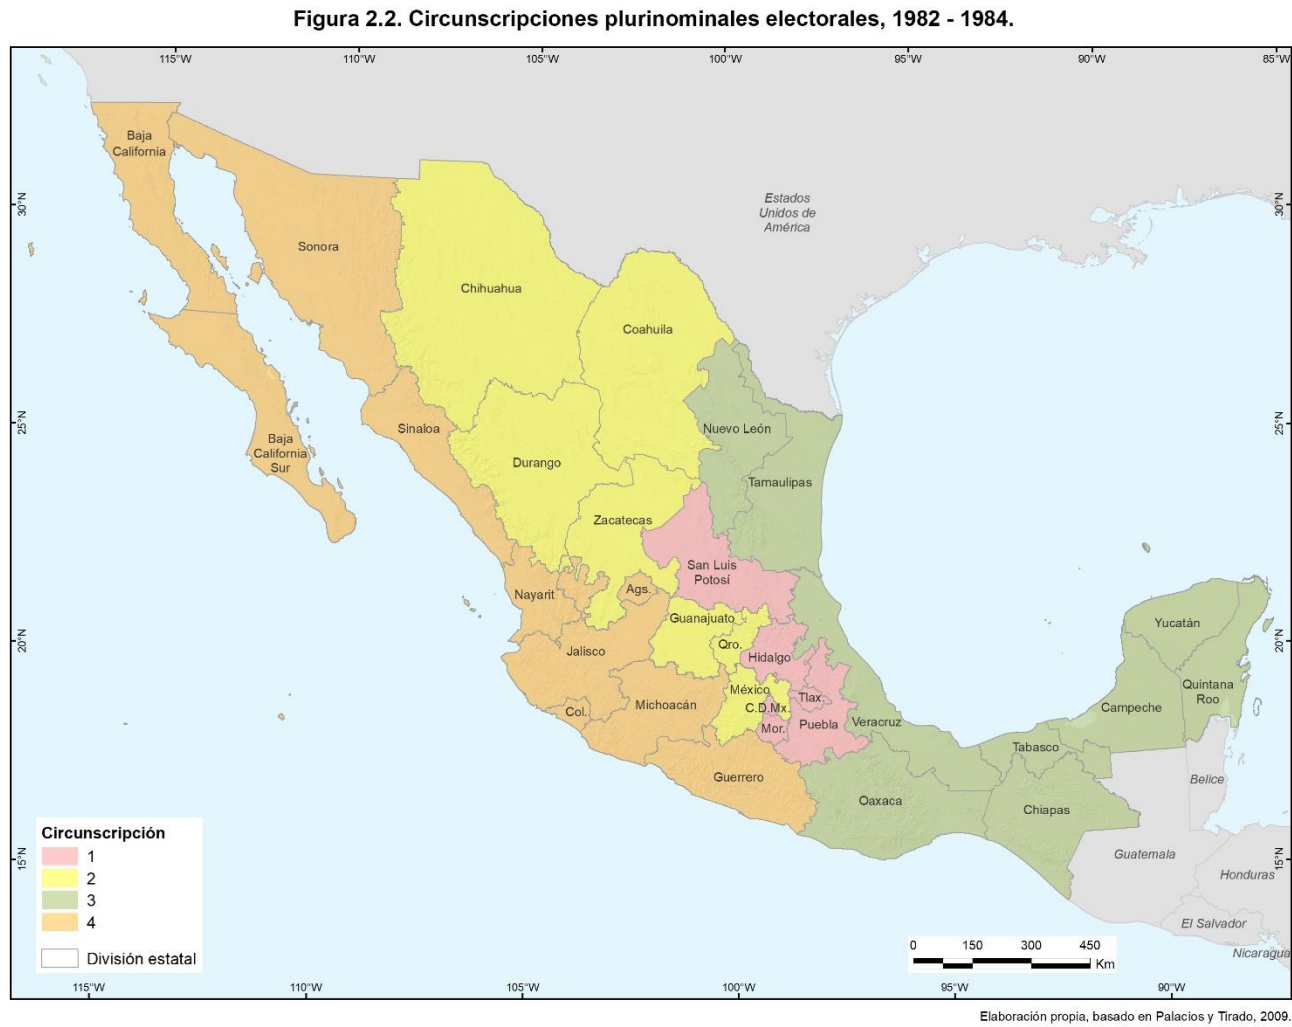 Figura 2.2. Circunscripciones plurinominales electorales, 1982 - 1984.
115°W
110°W
105°W
100°W
95°W
90°W
85°W
30°N
30°N
Baja
California
Sonora
Chihuahua
Coahuila
Estados
Unidos de
América
25°N
25°N
Baja
California
Sur
Sinaloa
Durango
Nuevo León
Tamaulipas
Zacatecas
San Luis
Potosí
Nayarit
Ags.
Guanajuato
20°N
20°N
Jalisco
Qro.
Hidalgo
Yucatán
Quintana
Roo
Campeche
Col.
Michoacán
México
C.D.Mx.
Tlax.
Mor.
Puebla
Veracruz
Tabasco
Guerrero
Oaxaca
Chiapas
Belice
Guatemala
Honduras
El Salvador
Nicaragua
15°N
15°N
Circunscripción
1
2
3
4
División estatal
0 150 300 450
Km
115°W
110°W
105°W
100°W
95°W
90°W
Elaboración propia, basado en Palacios y Tirado, 2009.